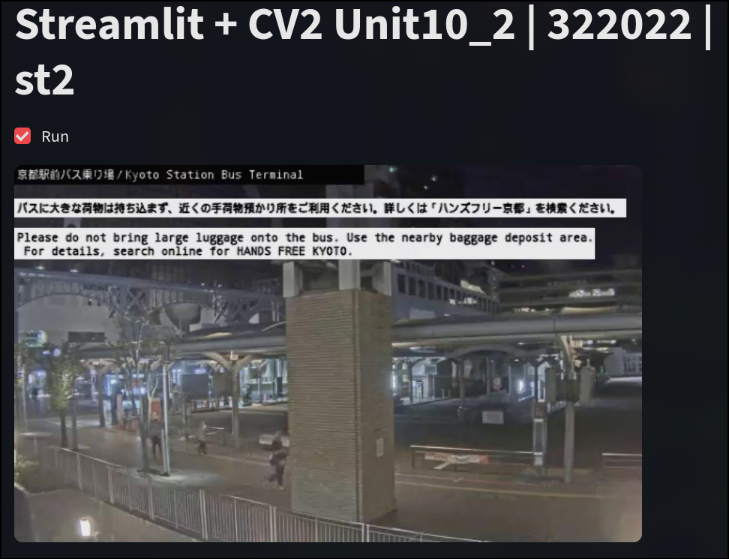 Streamlit + CV2 Unit10_2 | 322022 |
st2
Run
京都駅前バス乗り場/Kyoto Station Bus Terminal
バスに大きな荷物は持ち込まず、近くの手荷物預かり所をご利用ください。詳しくは「ハンズフリー京都」を検索ください。
Please do not bring large luggage onto the bus. Use the nearby baggage deposit area.
For details, search online for HANDS FREE KYOTO.